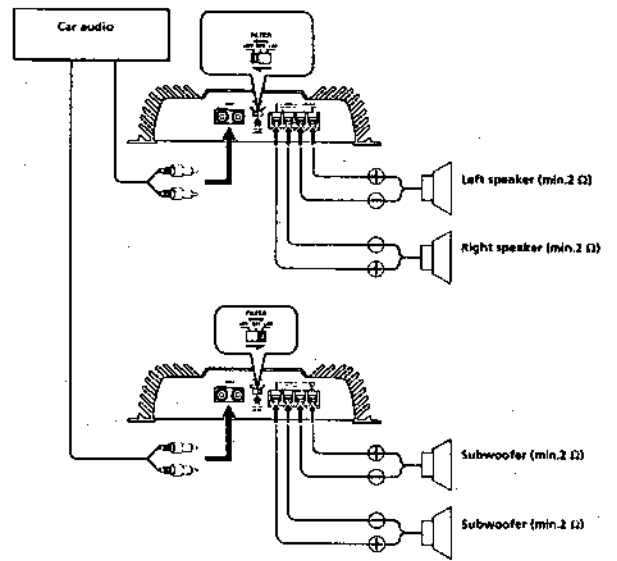 Car audio
FILTER
Left speaker (min.2 Ω)
Right speaker (min.2 Ω)
FILTER
Subwoofer (min.2 Ω)
Subwoofer (min.2 Ω)